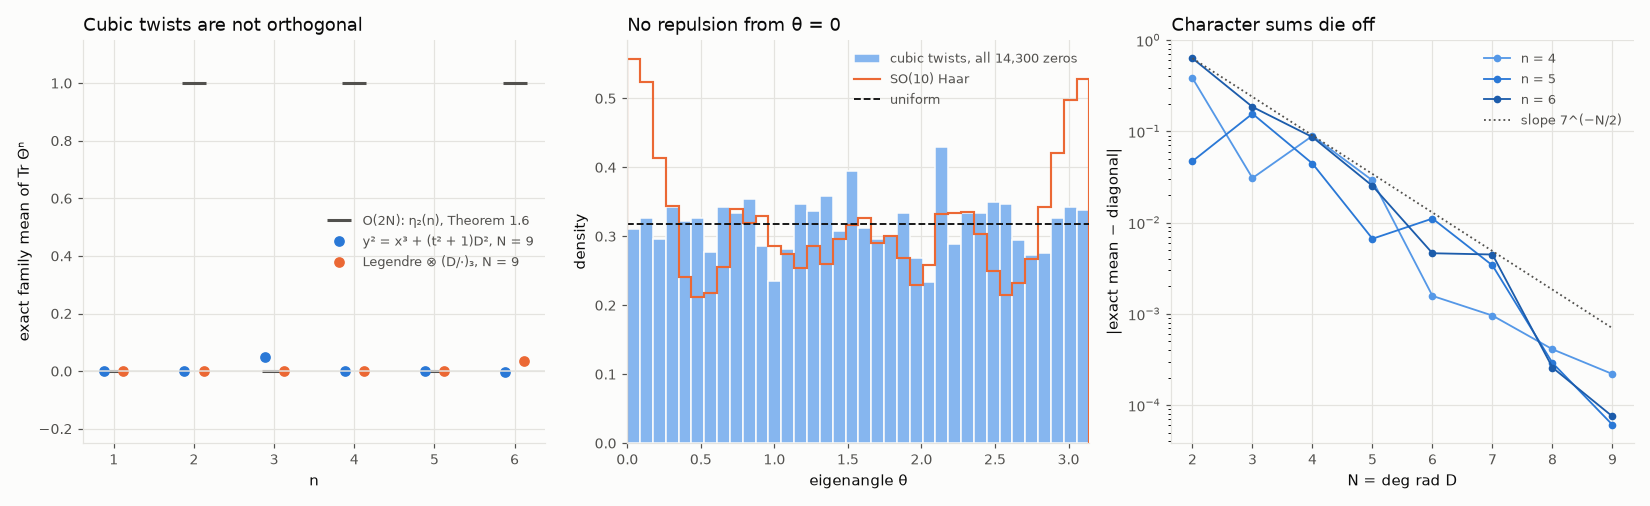 Cubic twists are not orthogonal
exact family mean of Tr Θⁿ
1.0
0.8
0.6
0.4
0.2
0.0
−0.2
O(2N): η₂(n), Theorem 1.6
y² = x³ + (t² + 1)D², N = 9
Legendre ⊗ (D/·)₃, N = 9
1 2 3 4 5 6
n
No repulsion from θ = 0
density
0.5
0.4
0.3
0.2
0.1
0.0
cubic twists, all 14,300 zeros
SO(10) Haar
uniform
0.0 0.5 1.0 1.5 2.0 2.5 3.0
eigenangle θ
Character sums die off
|exact mean − diagonal|
10⁰
10⁻¹
10⁻²
10⁻³
10⁻⁴
n = 4
n = 5
n = 6
slope 7^(−N/2)
2 3 4 5 6 7 8 9
N = deg rad D